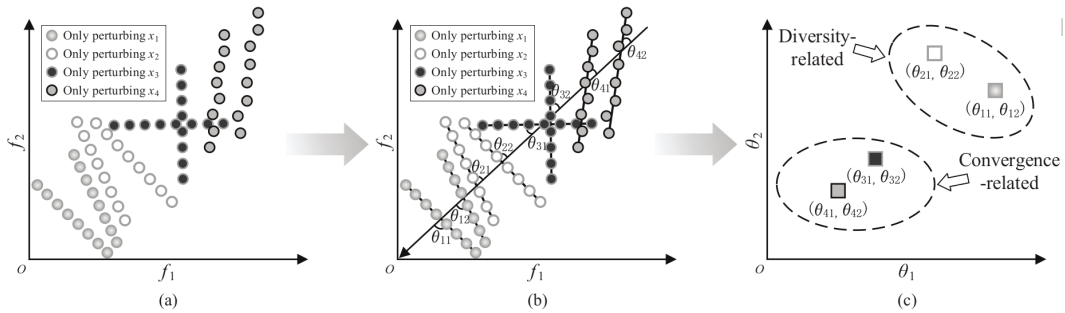 Only perturbing x₁
Only perturbing x₂
Only perturbing x₃
Only perturbing x₄
f₂
O
f₁
(a)
Only perturbing x₁
Only perturbing x₂
Only perturbing x₃
Only perturbing x₄
θ₄₂
θ₄₁
θ₃₂
θ₃₁
θ₂₂
θ₂₁
θ₁₂
θ₁₁
f₂
O
f₁
(b)
Diversity-
related
(θ₂₁, θ₂₂)
(θ₁₁, θ₁₂)
Convergence
-related
(θ₃₁, θ₃₂)
(θ₄₁, θ₄₂)
θ₂
O
θ₁
(c)